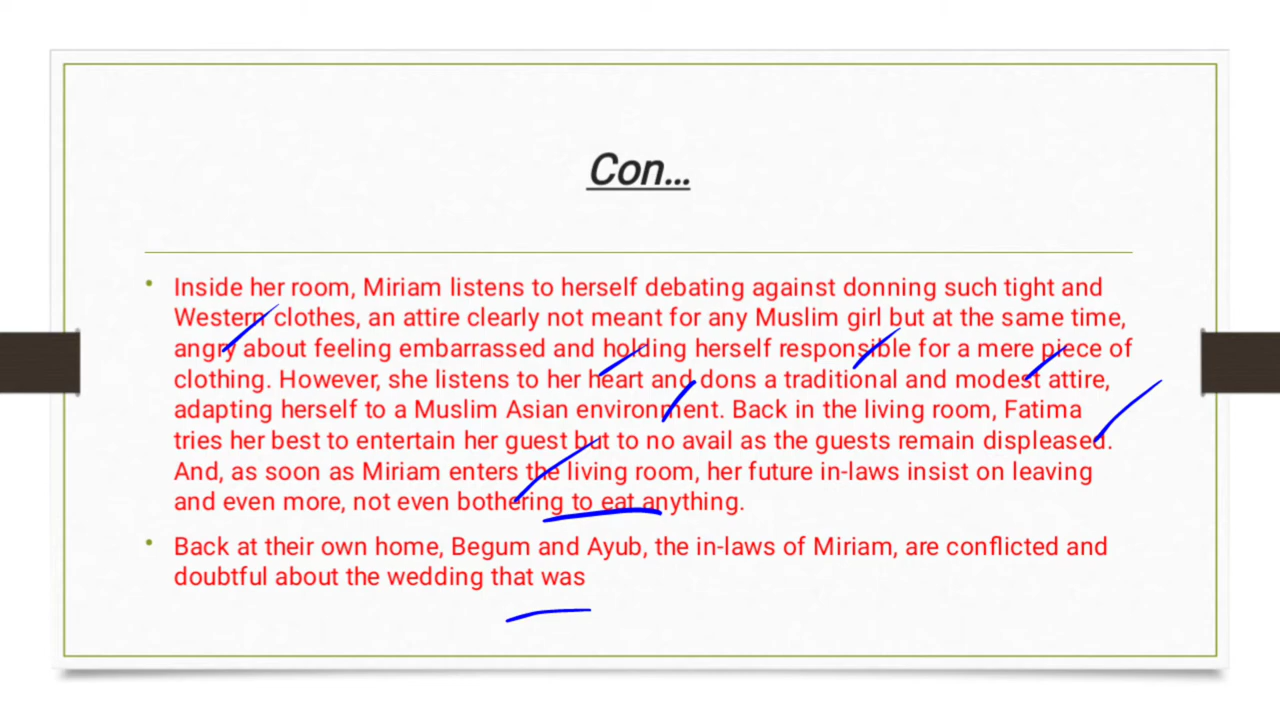 Con...
• Inside her room, Miriam listens to herself debating against donning such tight and
Western clothes, an attire clearly not meant for any Muslim girl but at the same time,
angry about feeling embarrassed and holding herself responsible for a mere piece of
clothing. However, she listens to her heart and dons a traditional and modest attire,
adapting herself to a Muslim Asian environment. Back in the living room, Fatima
tries her best to entertain her guest but to no avail as the guests remain displeased.
And, as soon as Miriam enters the living room, her future in-laws insist on leaving
and even more, not even bothering to eat anything.
• Back at their own home, Begum and Ayub, the in-laws of Miriam, are conflicted and
doubtful about the wedding that was